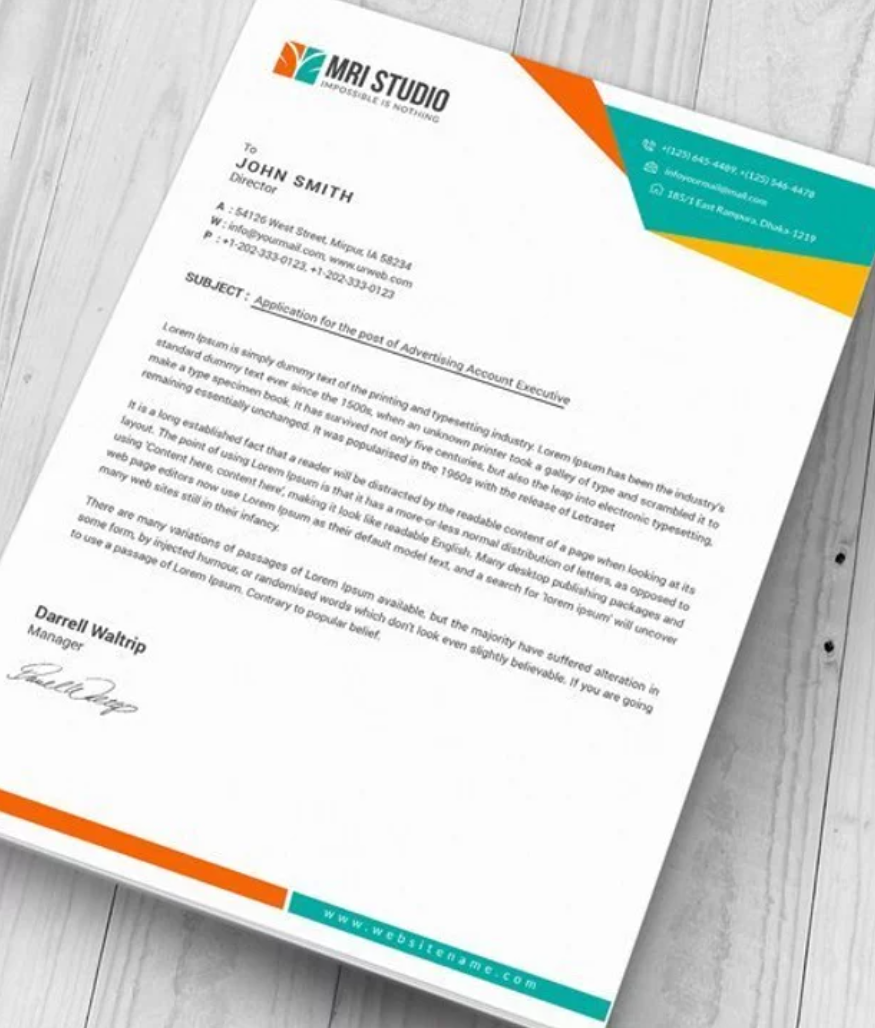 MRI STUDIO
IMPOSSIBLE IS NOTHING
+(125) 645-4489, +(125) 546-4478
infoyourmail@mail.com
185/1 East Rampura, Dhaka-1219
To
JOHN SMITH
Director
A : 54126 West Street, Mirpur, IA 58234
W : info@yourmail.com, www.urweb.com
P : +1-202-333-0123, +1-202-333-0123
SUBJECT : Application for the post of Advertising Account Executive
Lorem Ipsum is simply dummy text of the printing and typesetting industry. Lorem Ipsum has been the industry's
standard dummy text ever since the 1500s, when an unknown printer took a galley of type and scrambled it to
make a type specimen book. It has survived not only five centuries, but also the leap into electronic typesetting,
remaining essentially unchanged. It was popularised in the 1960s with the release of Letraset
It is a long established fact that a reader will be distracted by the readable content of a page when looking at its
layout. The point of using Lorem Ipsum is that it has a more-or-less normal distribution of letters, as opposed to
using 'Content here, content here', making it look like readable English. Many desktop publishing packages and
web page editors now use Lorem Ipsum as their default model text, and a search for 'lorem ipsum' will uncover
many web sites still in their infancy.
There are many variations of passages of Lorem Ipsum available, but the majority have suffered alteration in
some form, by injected humour, or randomised words which don't look even slightly believable. If you are going
to use a passage of Lorem Ipsum. Contrary to popular belief.
Darrell Waltrip
Manager
www.websitename.com